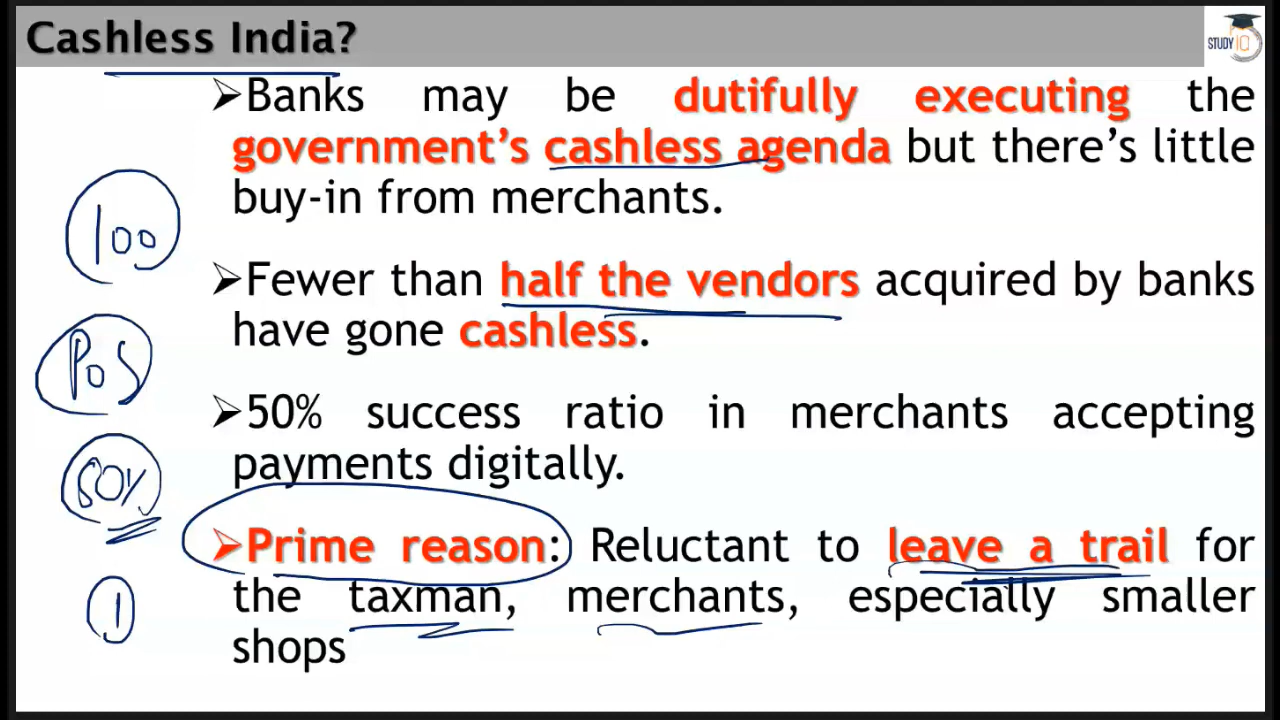 Cashless India?
STUDY IQ
➢Banks may be dutifully executing the
government's cashless agenda but there's little
buy-in from merchants.
100
➢Fewer than half the vendors acquired by banks
have gone cashless.
POS
➢50% success ratio in merchants accepting
payments digitally.
80%
➢Prime reason: Reluctant to leave a trail for
the taxman, merchants, especially smaller
shops
1